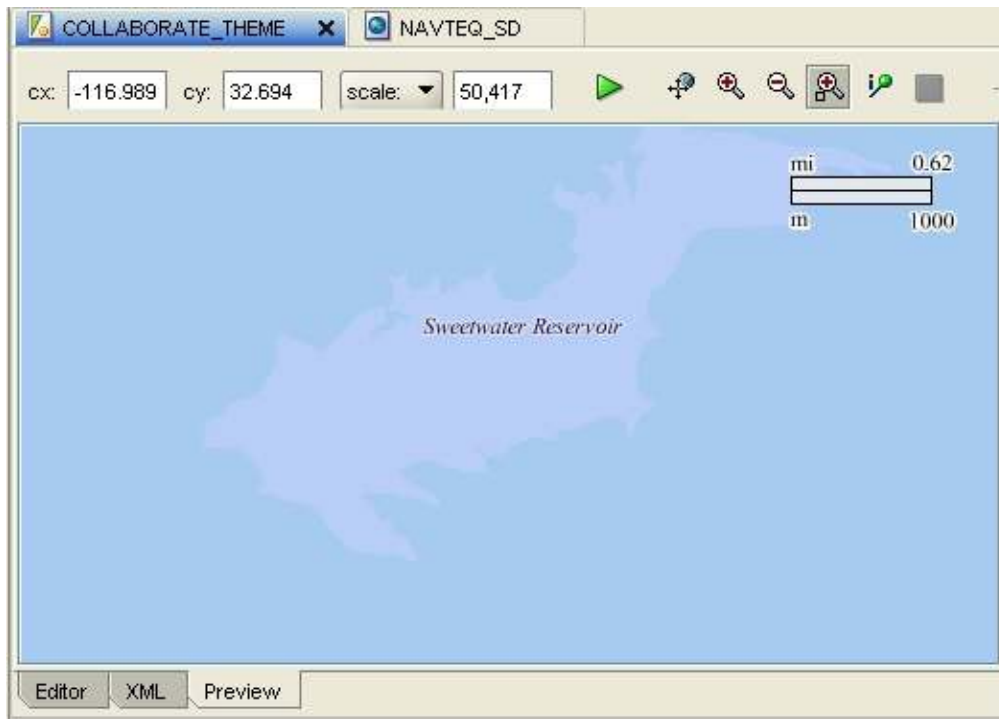 COLLABORATE_THEME NAVTEQ_SD
cx: -116.989 cy: 32.694 scale: 50,417
mi 0.62
m 1000
Sweetwater Reservoir
Editor XML Preview